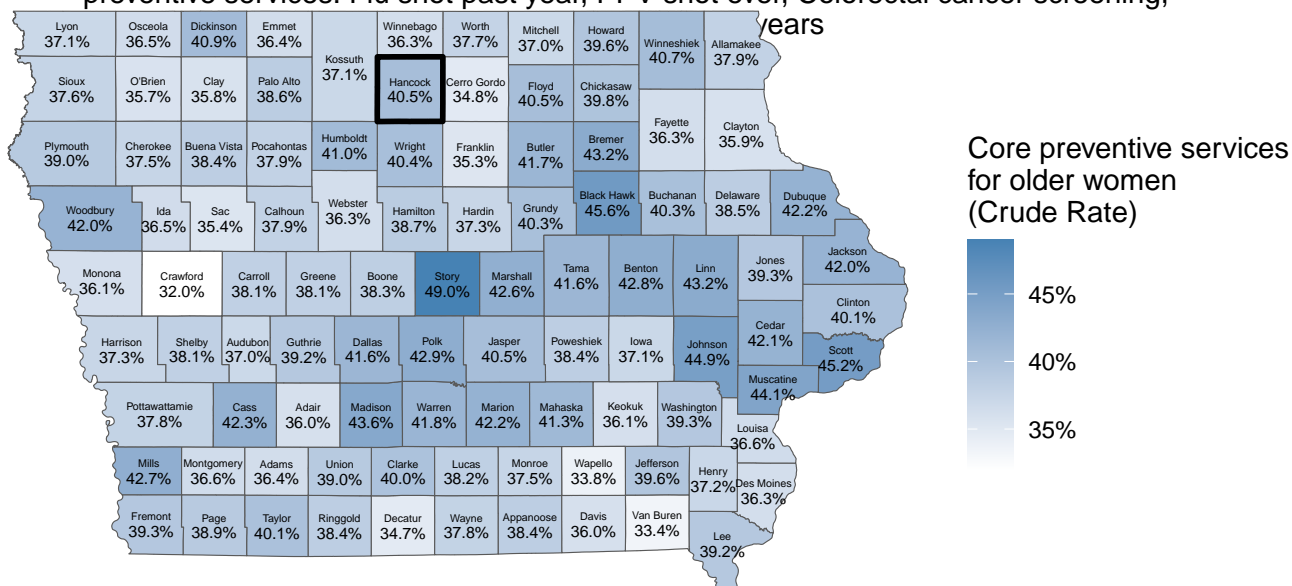 preventive services: Flu shot past year, PPV shot ever, Colorectal cancer screening,
years
Lyon Osceola Dickinson Emmet Winnebago Worth Mitchell Howard Winneshiek Allamakee
37.1% 36.5% 40.9% 36.4% 36.3% 37.7% 37.0% 39.6% 40.7% 37.9%
Kossuth
37.1%
Sioux O'Brien Clay Palo Alto Hancock Cerro Gordo Floyd Chickasaw
37.6% 35.7% 35.8% 38.6% 40.5% 34.8% 40.5% 39.8%
Fayette Clayton
36.3% 35.9%
Plymouth Cherokee Buena Vista Pocahontas Humboldt Wright Franklin Butler Bremer
39.0% 37.5% 38.4% 37.9% 41.0% 40.4% 35.3% 41.7% 43.2%
Woodbury Ida Sac Calhoun Webster Hamilton Hardin Grundy Black Hawk Buchanan Delaware Dubuque
42.0% 36.5% 35.4% 37.9% 36.3% 38.7% 37.3% 40.3% 45.6% 40.3% 38.5% 42.2%
Monona Crawford Carroll Greene Boone Story Marshall Tama Benton Linn Jones Jackson
36.1% 32.0% 38.1% 38.1% 38.3% 49.0% 42.6% 41.6% 42.8% 43.2% 39.3% 42.0%
Clinton
40.1%
Harrison Shelby Audubon Guthrie Dallas Polk Jasper Poweshiek Iowa Johnson Cedar Scott
37.3% 38.1% 37.0% 39.2% 41.6% 42.9% 40.5% 38.4% 37.1% 44.9% 42.1% 45.2%
Muscatine
44.1%
Pottawattamie Cass Adair Madison Warren Marion Mahaska Keokuk Washington Louisa
37.8% 42.3% 36.0% 43.6% 41.8% 42.2% 41.3% 36.1% 39.3% 36.6%
Mills Montgomery Adams Union Clarke Lucas Monroe Wapello Jefferson Henry Des Moines
42.7% 36.6% 36.4% 39.0% 40.0% 38.2% 37.5% 33.8% 39.6% 37.2% 36.3%
Fremont Page Taylor Ringgold Decatur Wayne Appanoose Davis Van Buren Lee
39.3% 38.9% 40.1% 38.4% 34.7% 37.8% 38.4% 36.0% 33.4% 39.2%
Core preventive services
for older women
(Crude Rate)
45%
40%
35%